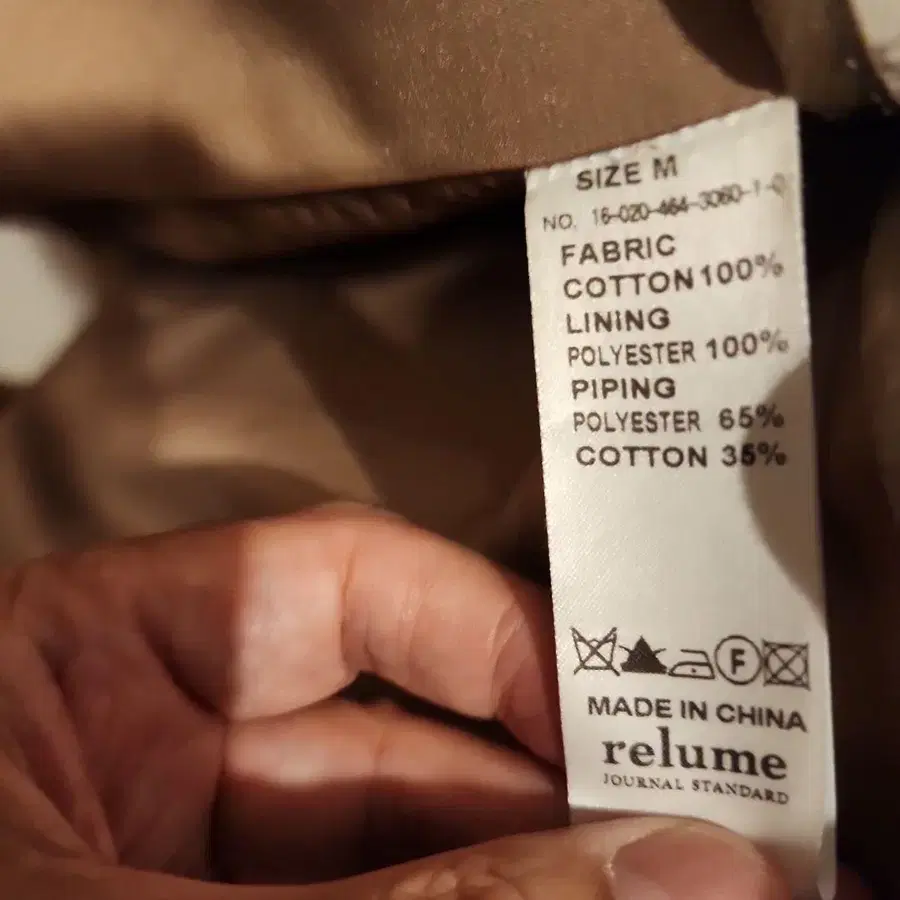 SIZE M
NO. 16-020-464-3060-1-0
FABRIC
COTTON 100%
LINING
POLYESTER 100%
PIPING
POLYESTER 65%
COTTON 35%
F
MADE IN CHINA
relume
JOURNAL STANDARD